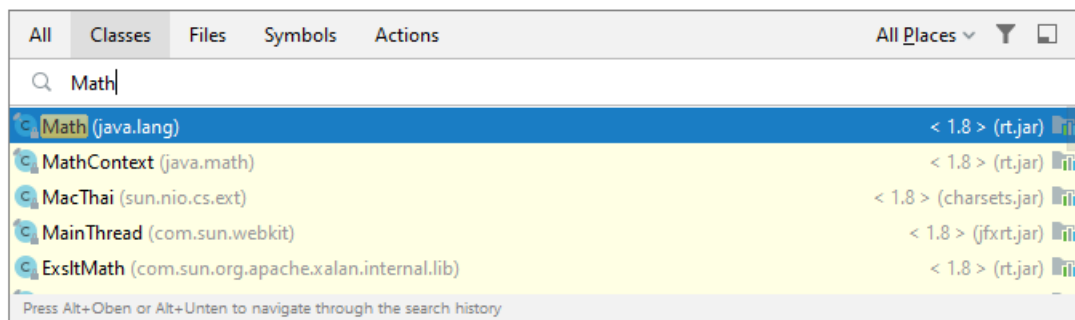 All Classes Files Symbols Actions All Places
Math
Math (java.lang) < 1.8 > (rt.jar)
MathContext (java.math) < 1.8 > (rt.jar)
MacThai (sun.nio.cs.ext) < 1.8 > (charsets.jar)
MainThread (com.sun.webkit) < 1.8 > (jfxrt.jar)
ExsltMath (com.sun.org.apache.xalan.internal.lib) < 1.8 > (rt.jar)
Press Alt+Oben or Alt+Unten to navigate through the search history